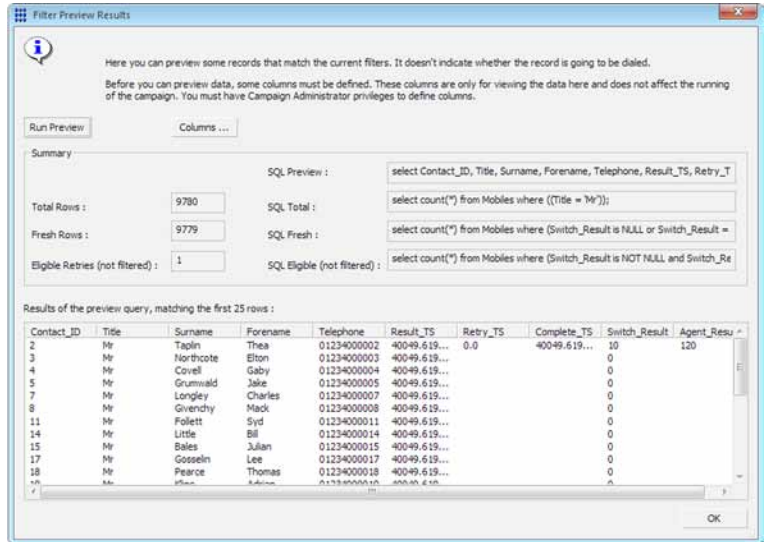 Filter Preview Results
Here you can preview some records that match the current filters. It doesn't indicate whether the record is going to be dialed.
Before you can preview data, some columns must be defined. These columns are only for viewing the data here and does not affect the running
of the campaign. You must have Campaign Administrator privileges to define columns.
Run Preview Columns ...
Summary
SQL Preview : select Contact_ID, Title, Surname, Forename, Telephone, Result_TS, Retry_T
Total Rows : 9780 SQL Total : select count(*) from Mobiles where ((Title = 'Mr'));
Fresh Rows : 9779 SQL Fresh : select count(*) from Mobiles where (Switch_Result is NULL or Switch_Result =
Eligible Retries (not filtered) : 1 SQL Eligible (not filtered) : select count(*) from Mobiles where (Switch_Result is NOT NULL and Switch_Re
Results of the preview query, matching the first 25 rows :
Contact_ID Title Surname Forename Telephone Result_TS Retry_TS Complete_TS Switch_Result Agent_Resu
2 Mr Taplin Thea 01234000002 40049.619... 0.0 40049.619... 10 120
3 Mr Northcote Elton 01234000003 40049.619... 0
4 Mr Covell Gaby 01234000004 40049.619... 0
5 Mr Grumwald Jake 01234000005 40049.619... 0
7 Mr Longley Charles 01234000007 40049.619... 0
8 Mr Givenchy Mack 01234000008 40049.619... 0
11 Mr Follett Syd 01234000011 40049.619... 0
14 Mr Little Bill 01234000014 40049.619... 0
15 Mr Bales Julian 01234000015 40049.619... 0
17 Mr Gosselin Lee 01234000017 40049.619... 0
18 Mr Pearce Thomas 01234000018 40049.619... 0
OK